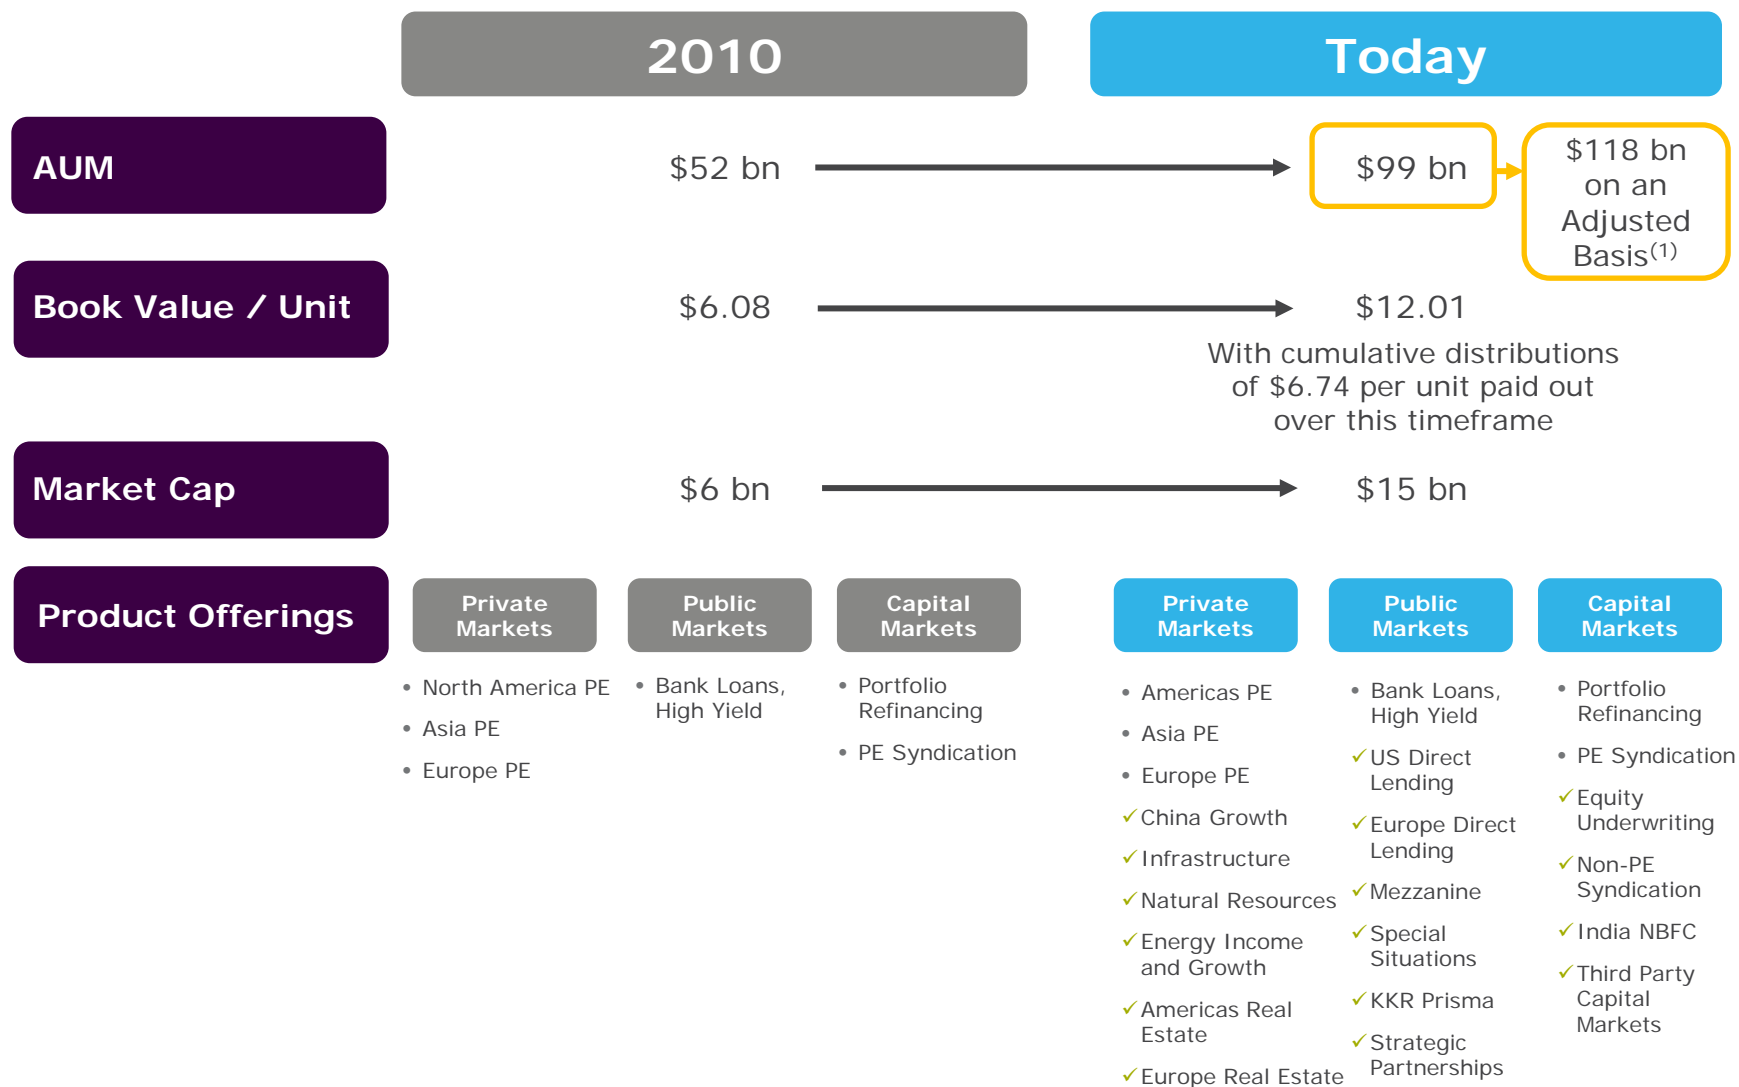 2010
Today
AUM
$52 bn
$99 bn
$118 bn
on an
Adjusted
Basis(1)
Book Value / Unit
$6.08
$12.01
With cumulative distributions
of $6.74 per unit paid out
over this timeframe
Market Cap
$6 bn
$15 bn
Product Offerings
Private
Markets
• North America PE
• Asia PE
• Europe PE
Public
Markets
• Bank Loans,
High Yield
Capital
Markets
• Portfolio
Refinancing
• PE Syndication
Private
Markets
• Americas PE
• Asia PE
• Europe PE
✓China Growth
✓Infrastructure
✓Natural Resources
✓Energy Income
and Growth
✓Americas Real
Estate
✓Europe Real Estate
Public
Markets
• Bank Loans,
High Yield
✓US Direct
Lending
✓Europe Direct
Lending
✓Mezzanine
✓Special
Situations
✓KKR Prisma
✓Strategic
Partnerships
Capital
Markets
• Portfolio
Refinancing
• PE Syndication
✓Equity
Underwriting
✓Non-PE
Syndication
✓India NBFC
✓Third Party
Capital
Markets